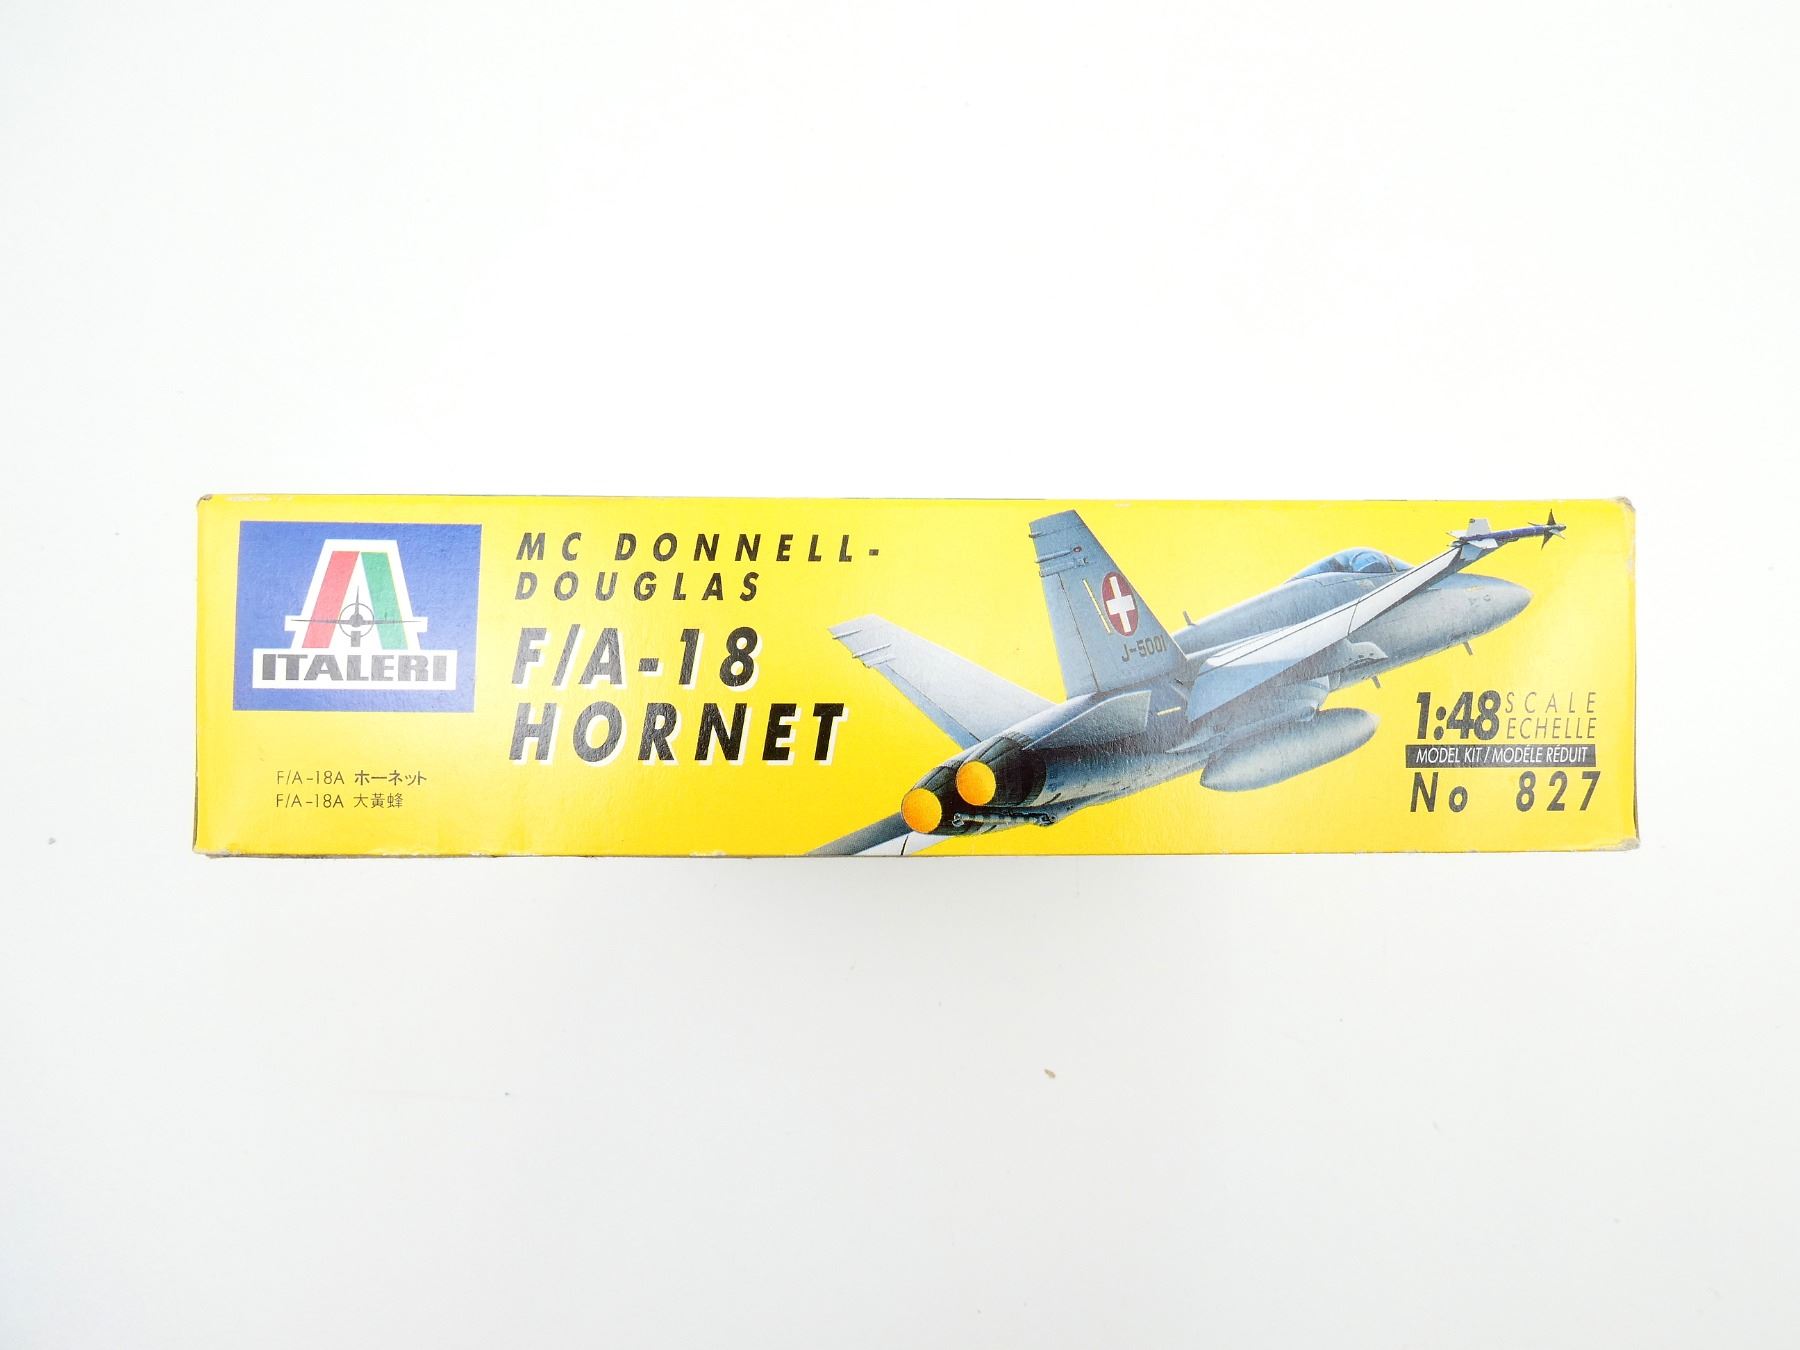 ITALERI
MC DONNELL-
DOUGLAS
F/A-18
HORNET
F/A-18A ホーネット
F/A-18A 大黃蜂
J-5001
1:48 SCALE
ECHELLE
MODEL KIT/MODÉLE RÉDUIT
No 827